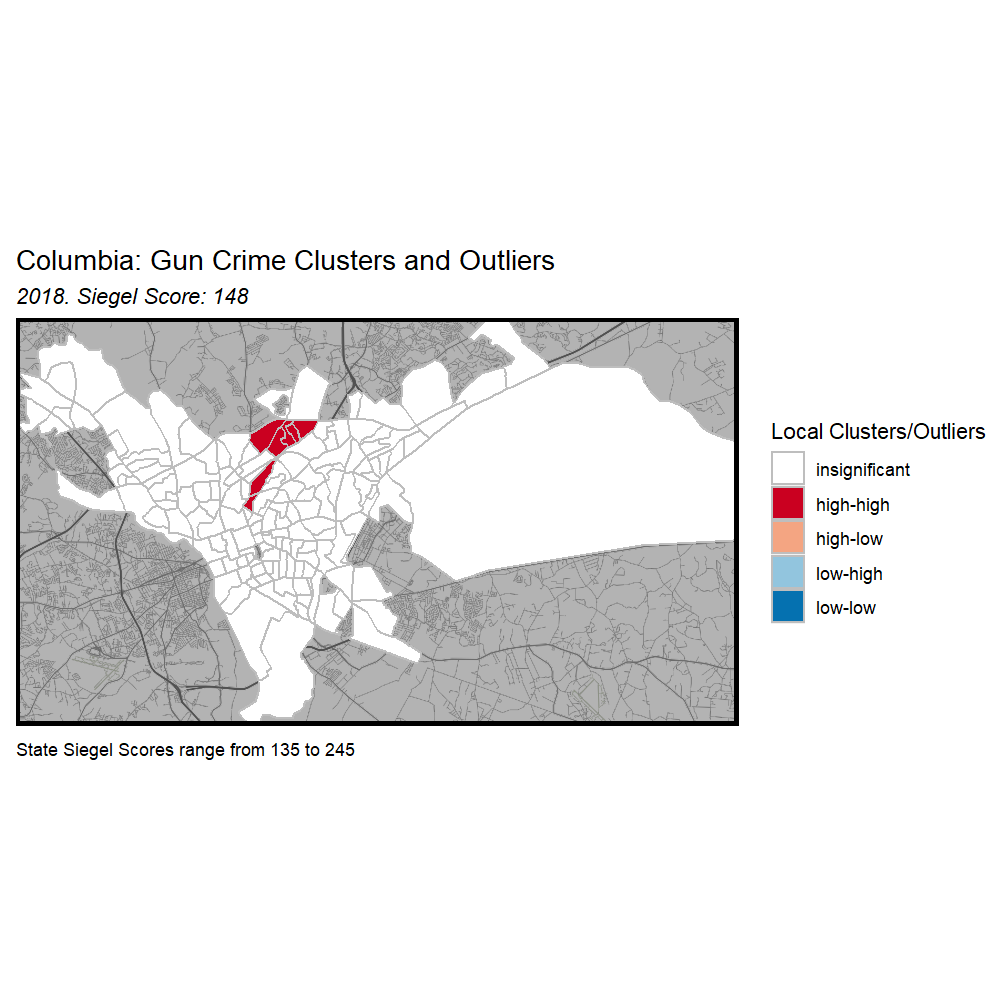 Columbia: Gun Crime Clusters and Outliers
2018. Siegel Score: 148
Local Clusters/Outliers
insignificant
high-high
high-low
low-high
low-low
State Siegel Scores range from 135 to 245